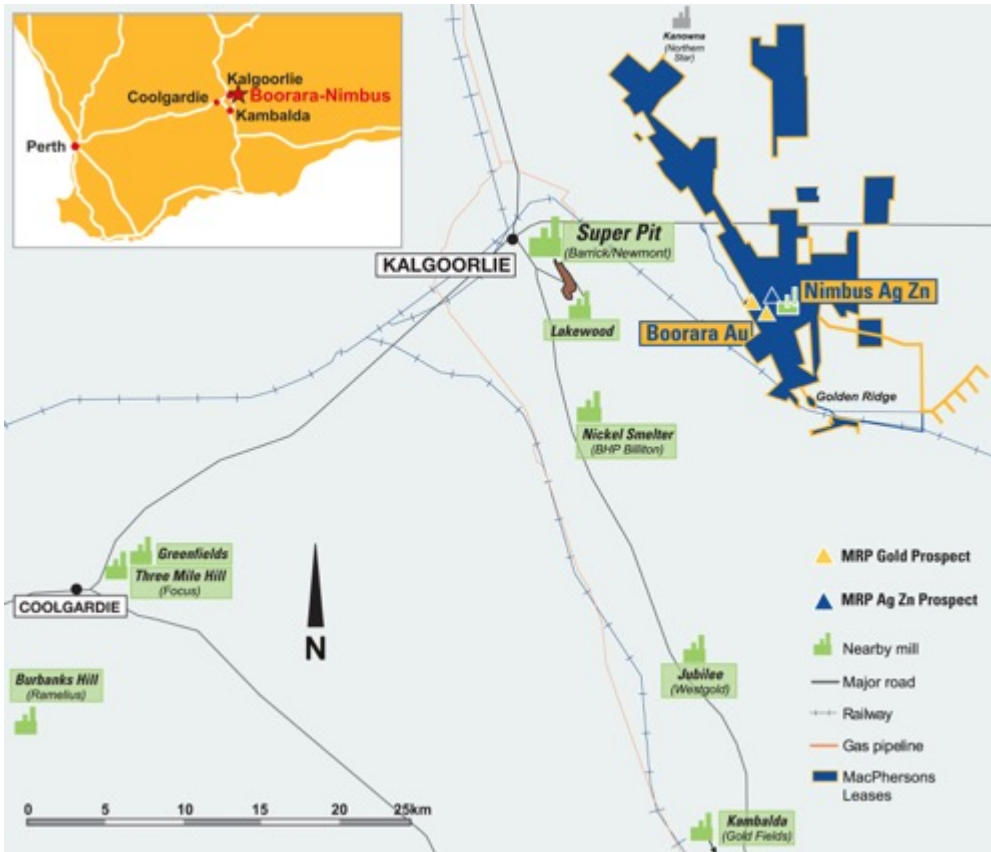 Kalgoorlie
Coolgardie
Boorara-Nimbus
Kambalda
Perth
Kanowna
(Northern
Star)
Super Pit
(Barrick/Newmont)
KALGOORLIE
Nimbus Ag Zn
Lakewood
Boorara Au
Golden Ridge
Nickel Smelter
(BHP Billiton)
Greenfields
Three Mile Hill
(Focus)
COOLGARDIE
N
Burbanks Hill
(Ramelius)
Jubilee
(Westgold)
Kambalda
(Gold Fields)
MRP Gold Prospect
MRP Ag Zn Prospect
Nearby mill
Major road
Railway
Gas pipeline
MacPhersons
Leases
0 5 10 15 20 25km